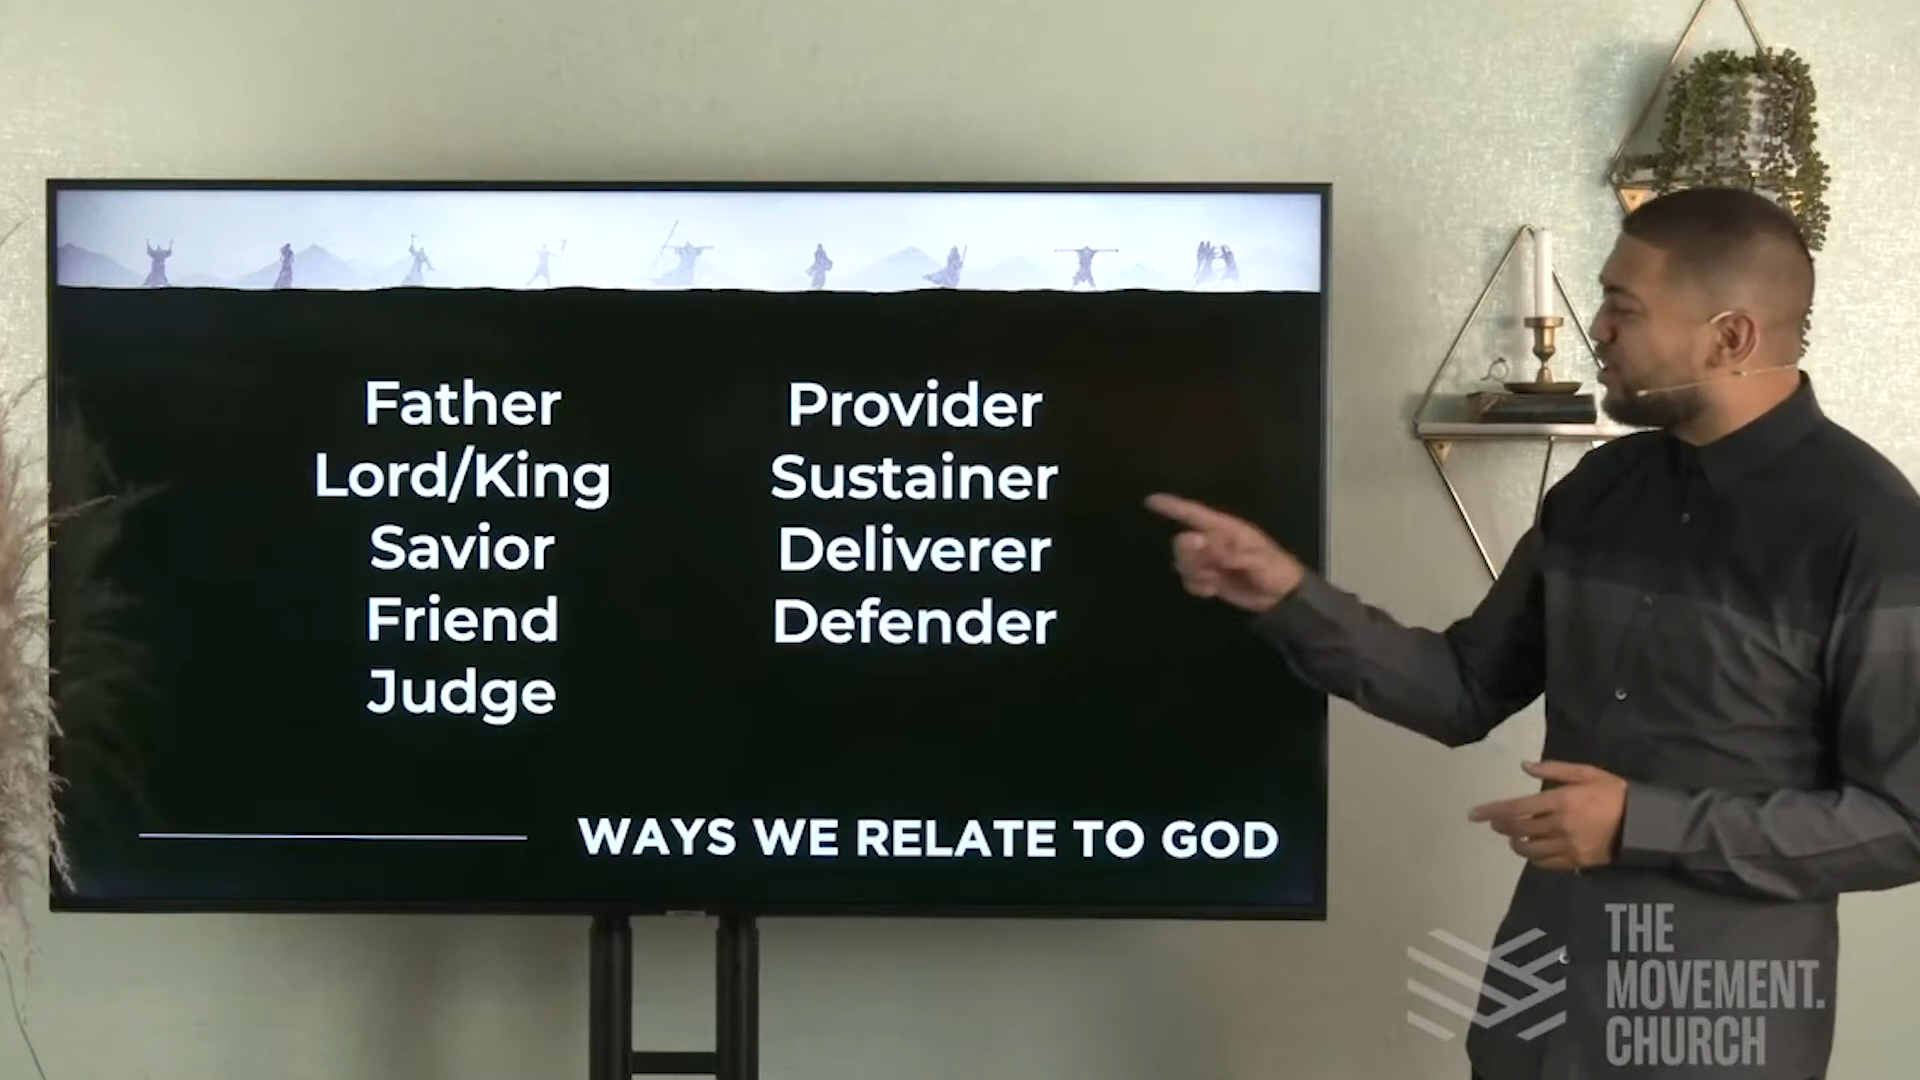 Father
Lord/King
Savior
Friend
Judge
Provider
Sustainer
Deliverer
Defender
WAYS WE RELATE TO GOD
THE
MOVEMENT.
CHURCH